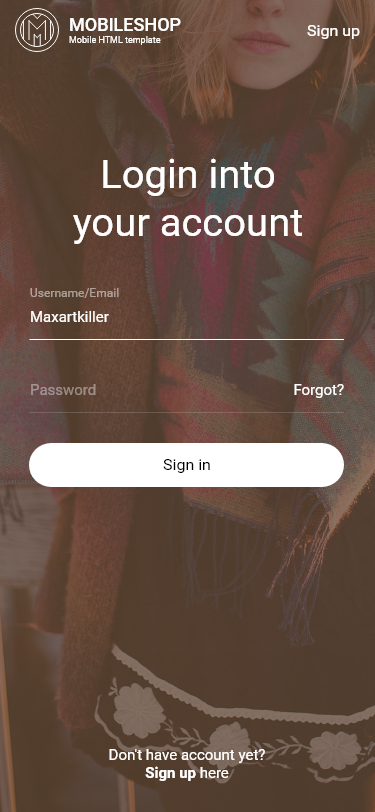 MOBILESHOP
Mobile HTML template
Sign up
Login into
your account
Username/Email
Maxartkiller
Password
Forgot?
Sign in
Don't have account yet?
Sign up here